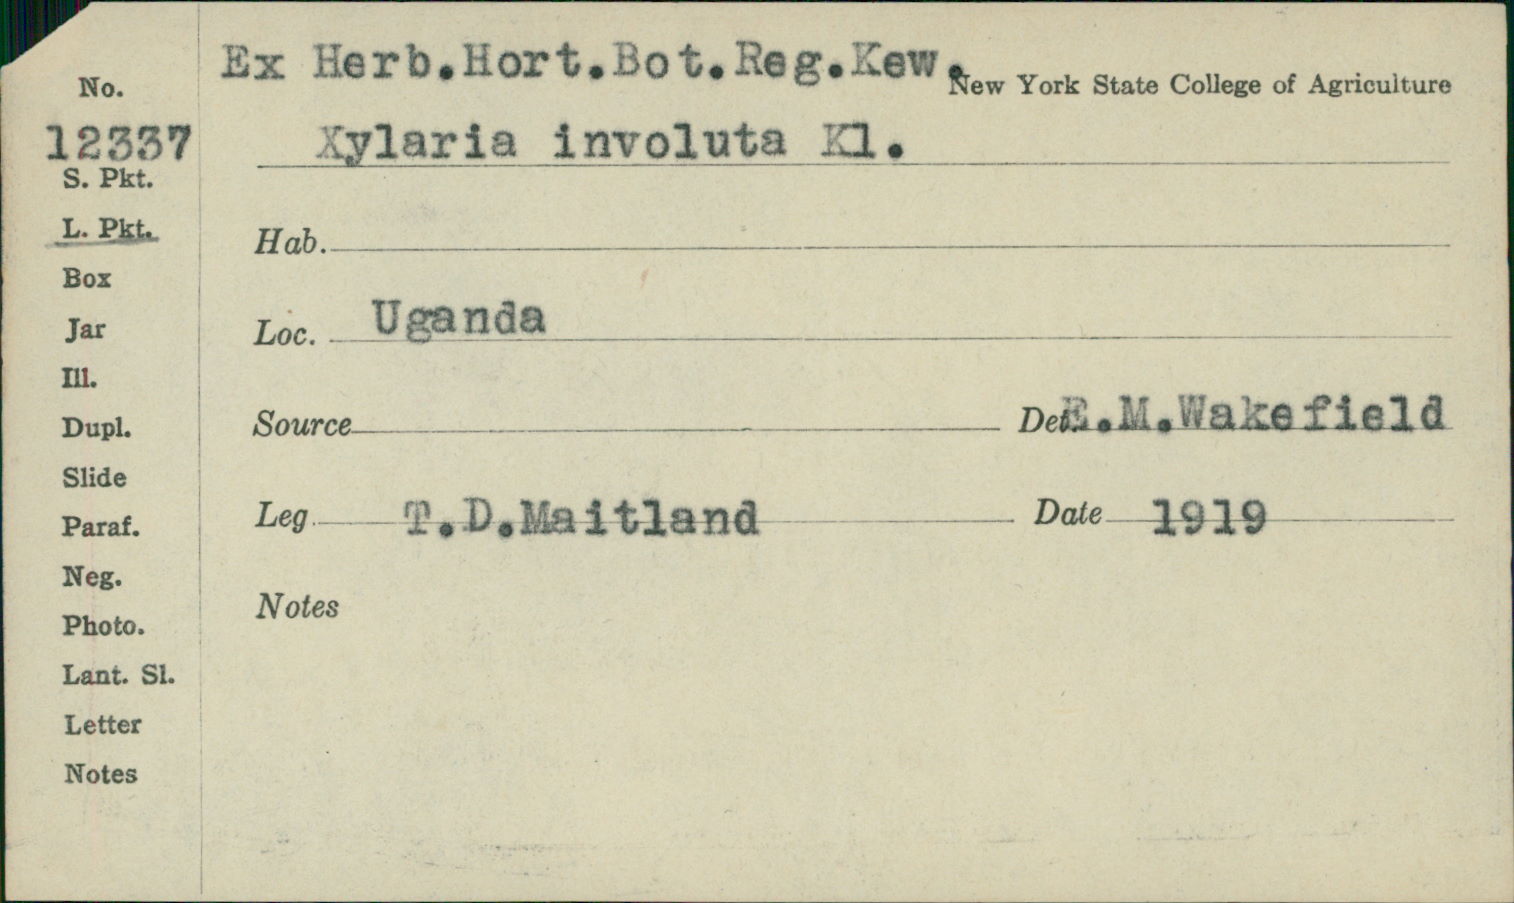 Ex Herb.Hort.Bot.Reg.Kew.
New York State College of Agriculture
No.
12337
Xylaria involuta Kl.
S. Pkt.
L. Pkt.
Hab.
Box
Loc. Uganda
Jar
Ill.
Source Det. E.M.Wakefield
Dupl.
Slide
Leg. T.D.Maitland Date 1919
Paraf.
Neg.
Notes
Photo.
Lant. Sl.
Letter
Notes